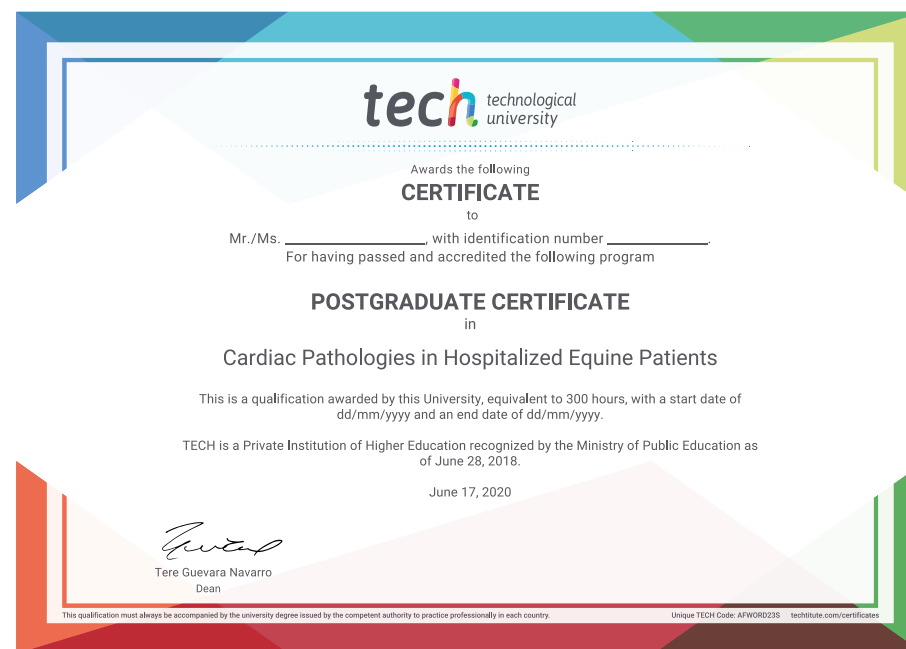 tech technological
university
Awards the following
CERTIFICATE
to
Mr./Ms. ____________________, with identification number ______________.
For having passed and accredited the following program
POSTGRADUATE CERTIFICATE
in
Cardiac Pathologies in Hospitalized Equine Patients
This is a qualification awarded by this University, equivalent to 300 hours, with a start date of
dd/mm/yyyy and an end date of dd/mm/yyyy.
TECH is a Private Institution of Higher Education recognized by the Ministry of Public Education as
of June 28, 2018.
June 17, 2020
Tere Guevara Navarro
Dean
This qualification must always be accompanied by the university degree issued by the competent authority to practice professionally in each country. Unique TECH Code: AFWORD23S techtitute.com/certificates